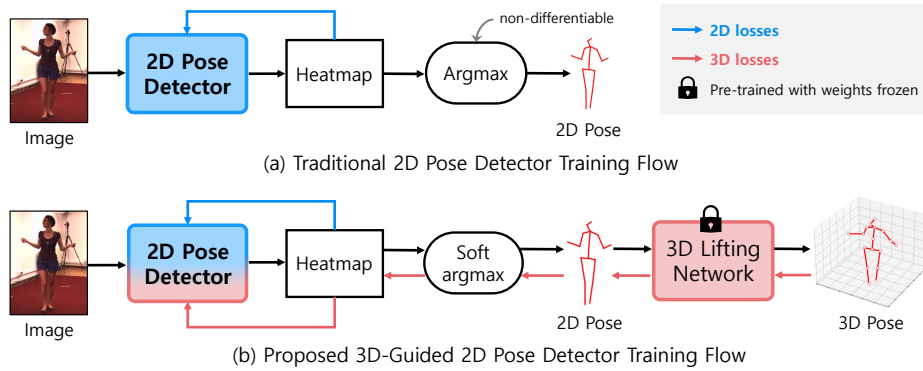 non-differentiable
2D Pose
Detector
Heatmap
Argmax
Image
2D Pose
2D losses
3D losses
Pre-trained with weights frozen
(a) Traditional 2D Pose Detector Training Flow
2D Pose
Detector
Heatmap
Soft
argmax
3D Lifting
Network
Image
2D Pose
3D Pose
(b) Proposed 3D-Guided 2D Pose Detector Training Flow